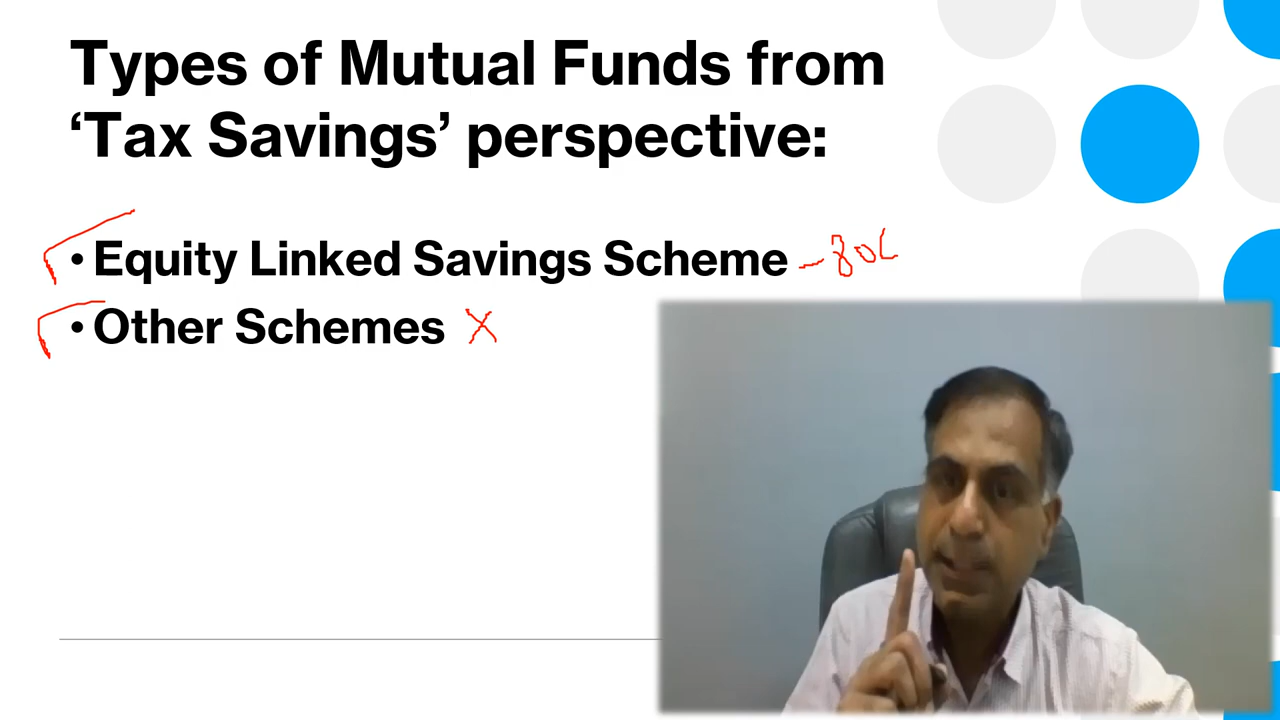 Types of Mutual Funds from
‘Tax Savings’ perspective:
• Equity Linked Savings Scheme – 80C
• Other Schemes X